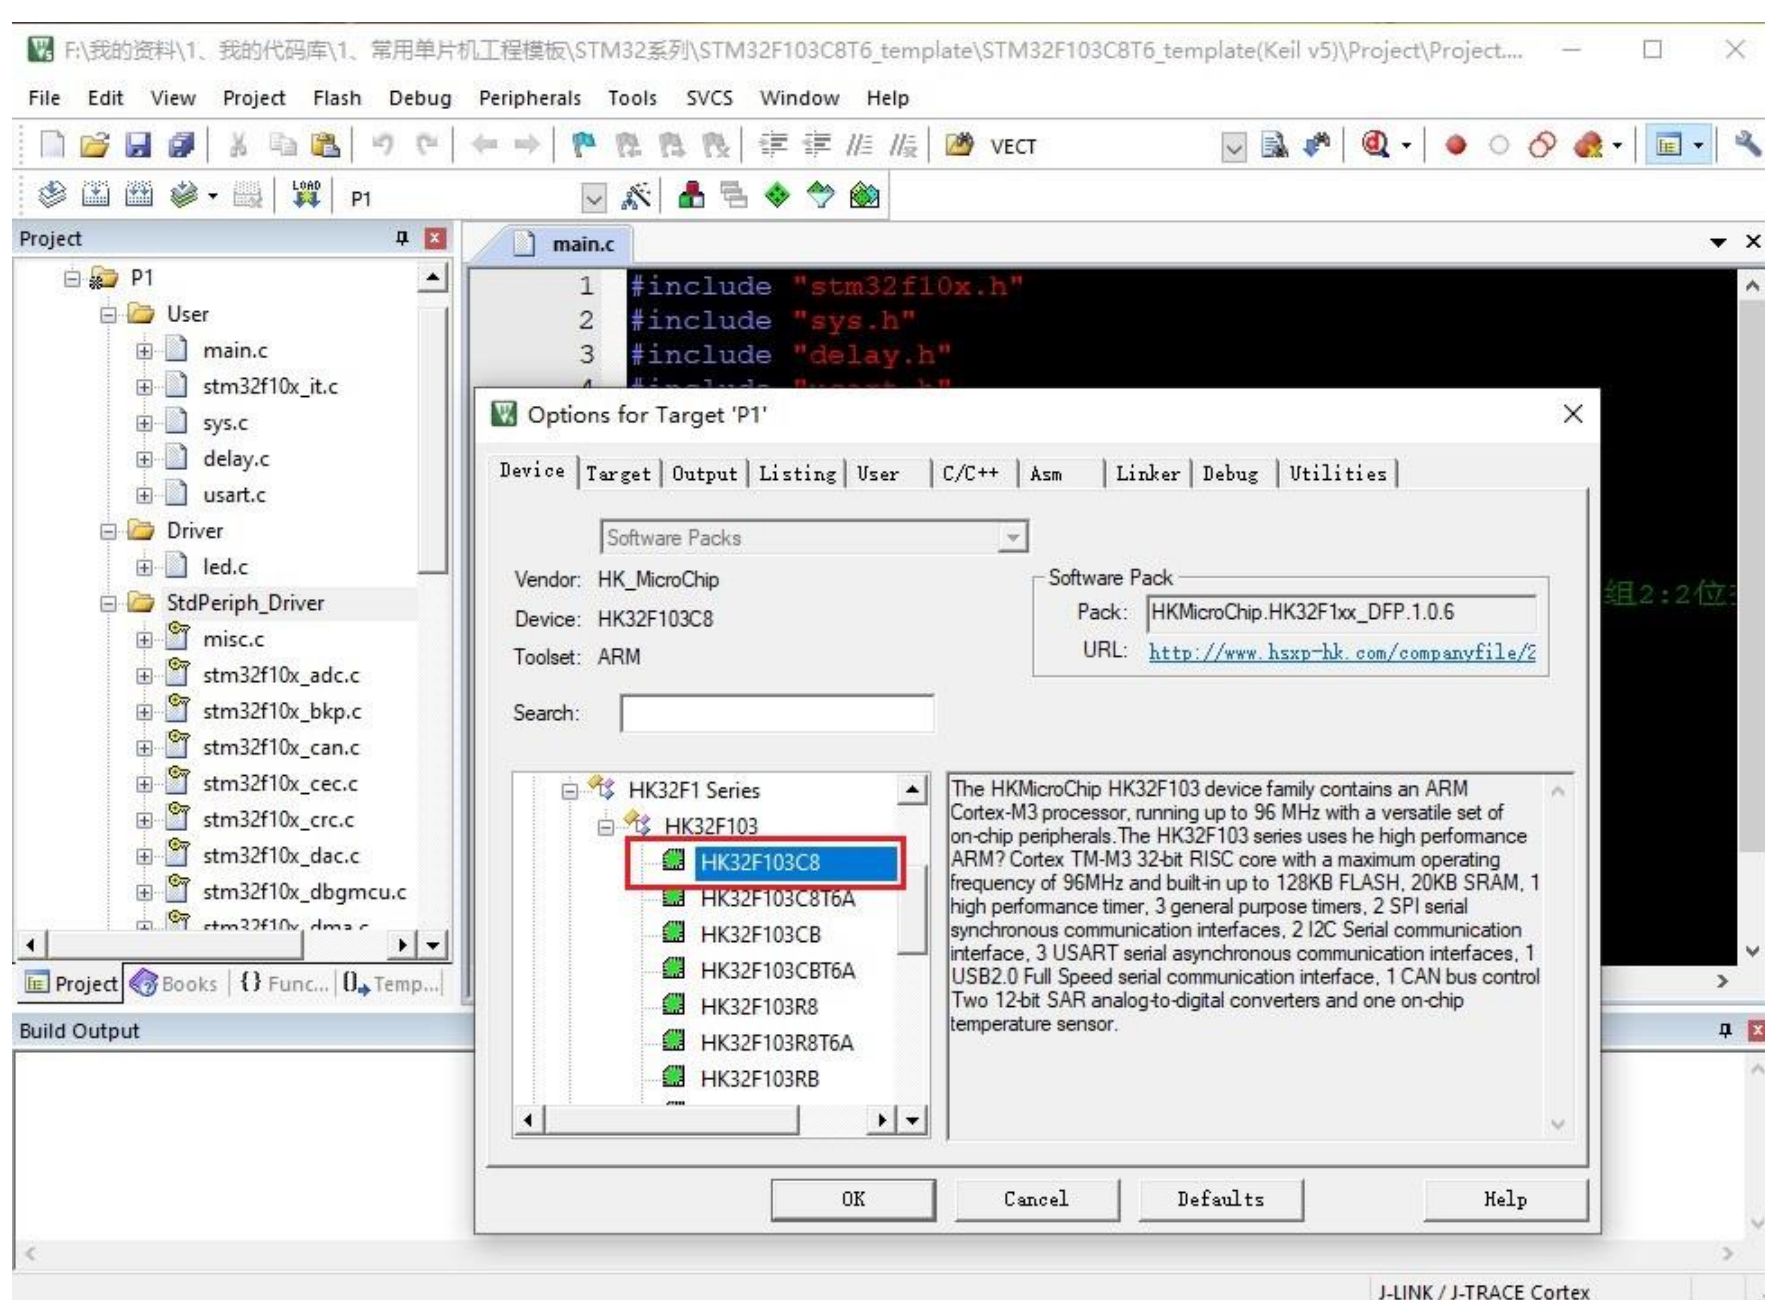 F:\我的资料\1、我的代码库\1、常用单片机工程模板\STM32系列\STM32F103C8T6_template\STM32F103C8T6_template(Keil v5)\Project\Project....
File Edit View Project Flash Debug Peripherals Tools SVCS Window Help
VECT
LOAD P1
Project
main.c
P1
User
main.c
stm32f10x_it.c
sys.c
delay.c
usart.c
Driver
led.c
StdPeriph_Driver
misc.c
stm32f10x_adc.c
stm32f10x_bkp.c
stm32f10x_can.c
stm32f10x_cec.c
stm32f10x_crc.c
stm32f10x_dac.c
stm32f10x_dbgmcu.c
stm32f10x_dma.c
Project Books {} Func... Temp...
1 #include "stm32f10x.h"
2 #include "sys.h"
3 #include "delay.h"
4 #include "usart.h"
组2:2位
Options for Target 'P1'
Device Target Output Listing User C/C++ Asm Linker Debug Utilities
Software Packs
Vendor: HK_MicroChip
Device: HK32F103C8
Toolset: ARM
Search:
Software Pack
Pack: HKMicroChip.HK32F1xx_DFP.1.0.6
URL: http://www.hsxp-hk.com/companyfile/2
HK32F1 Series
HK32F103
HK32F103C8
HK32F103C8T6A
HK32F103CB
HK32F103CBT6A
HK32F103R8
HK32F103R8T6A
HK32F103RB
The HKMicroChip HK32F103 device family contains an ARM
Cortex-M3 processor, running up to 96 MHz with a versatile set of
on-chip peripherals.The HK32F103 series uses he high performance
ARM? Cortex TM-M3 32-bit RISC core with a maximum operating
frequency of 96MHz and built-in up to 128KB FLASH, 20KB SRAM, 1
high performance timer, 3 general purpose timers, 2 SPI serial
synchronous communication interfaces, 2 I2C Serial communication
interface, 3 USART serial asynchronous communication interfaces, 1
USB2.0 Full Speed serial communication interface, 1 CAN bus control
Two 12-bit SAR analog-to-digital converters and one on-chip
temperature sensor.
OK Cancel Defaults Help
Build Output
J-LINK / J-TRACE Cortex